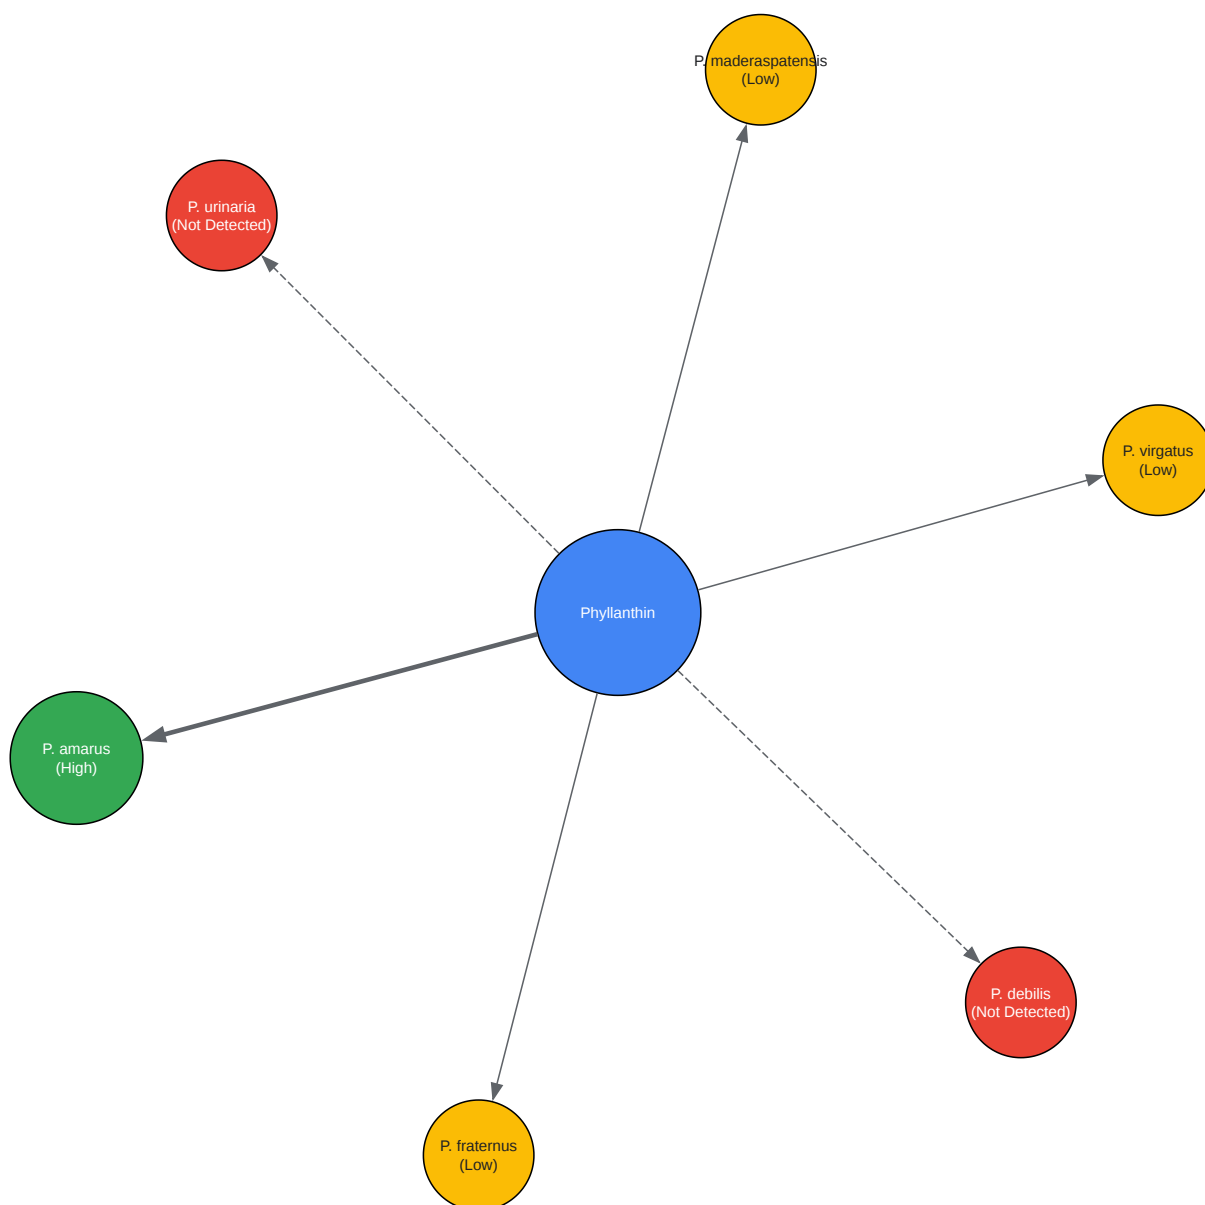 P. maderaspatensis
(Low)
P. urinaria
(Not Detected)
P. virgatus
(Low)
Phyllanthin
P. amarus
(High)
P. debilis
(Not Detected)
P. fraternus
(Low)